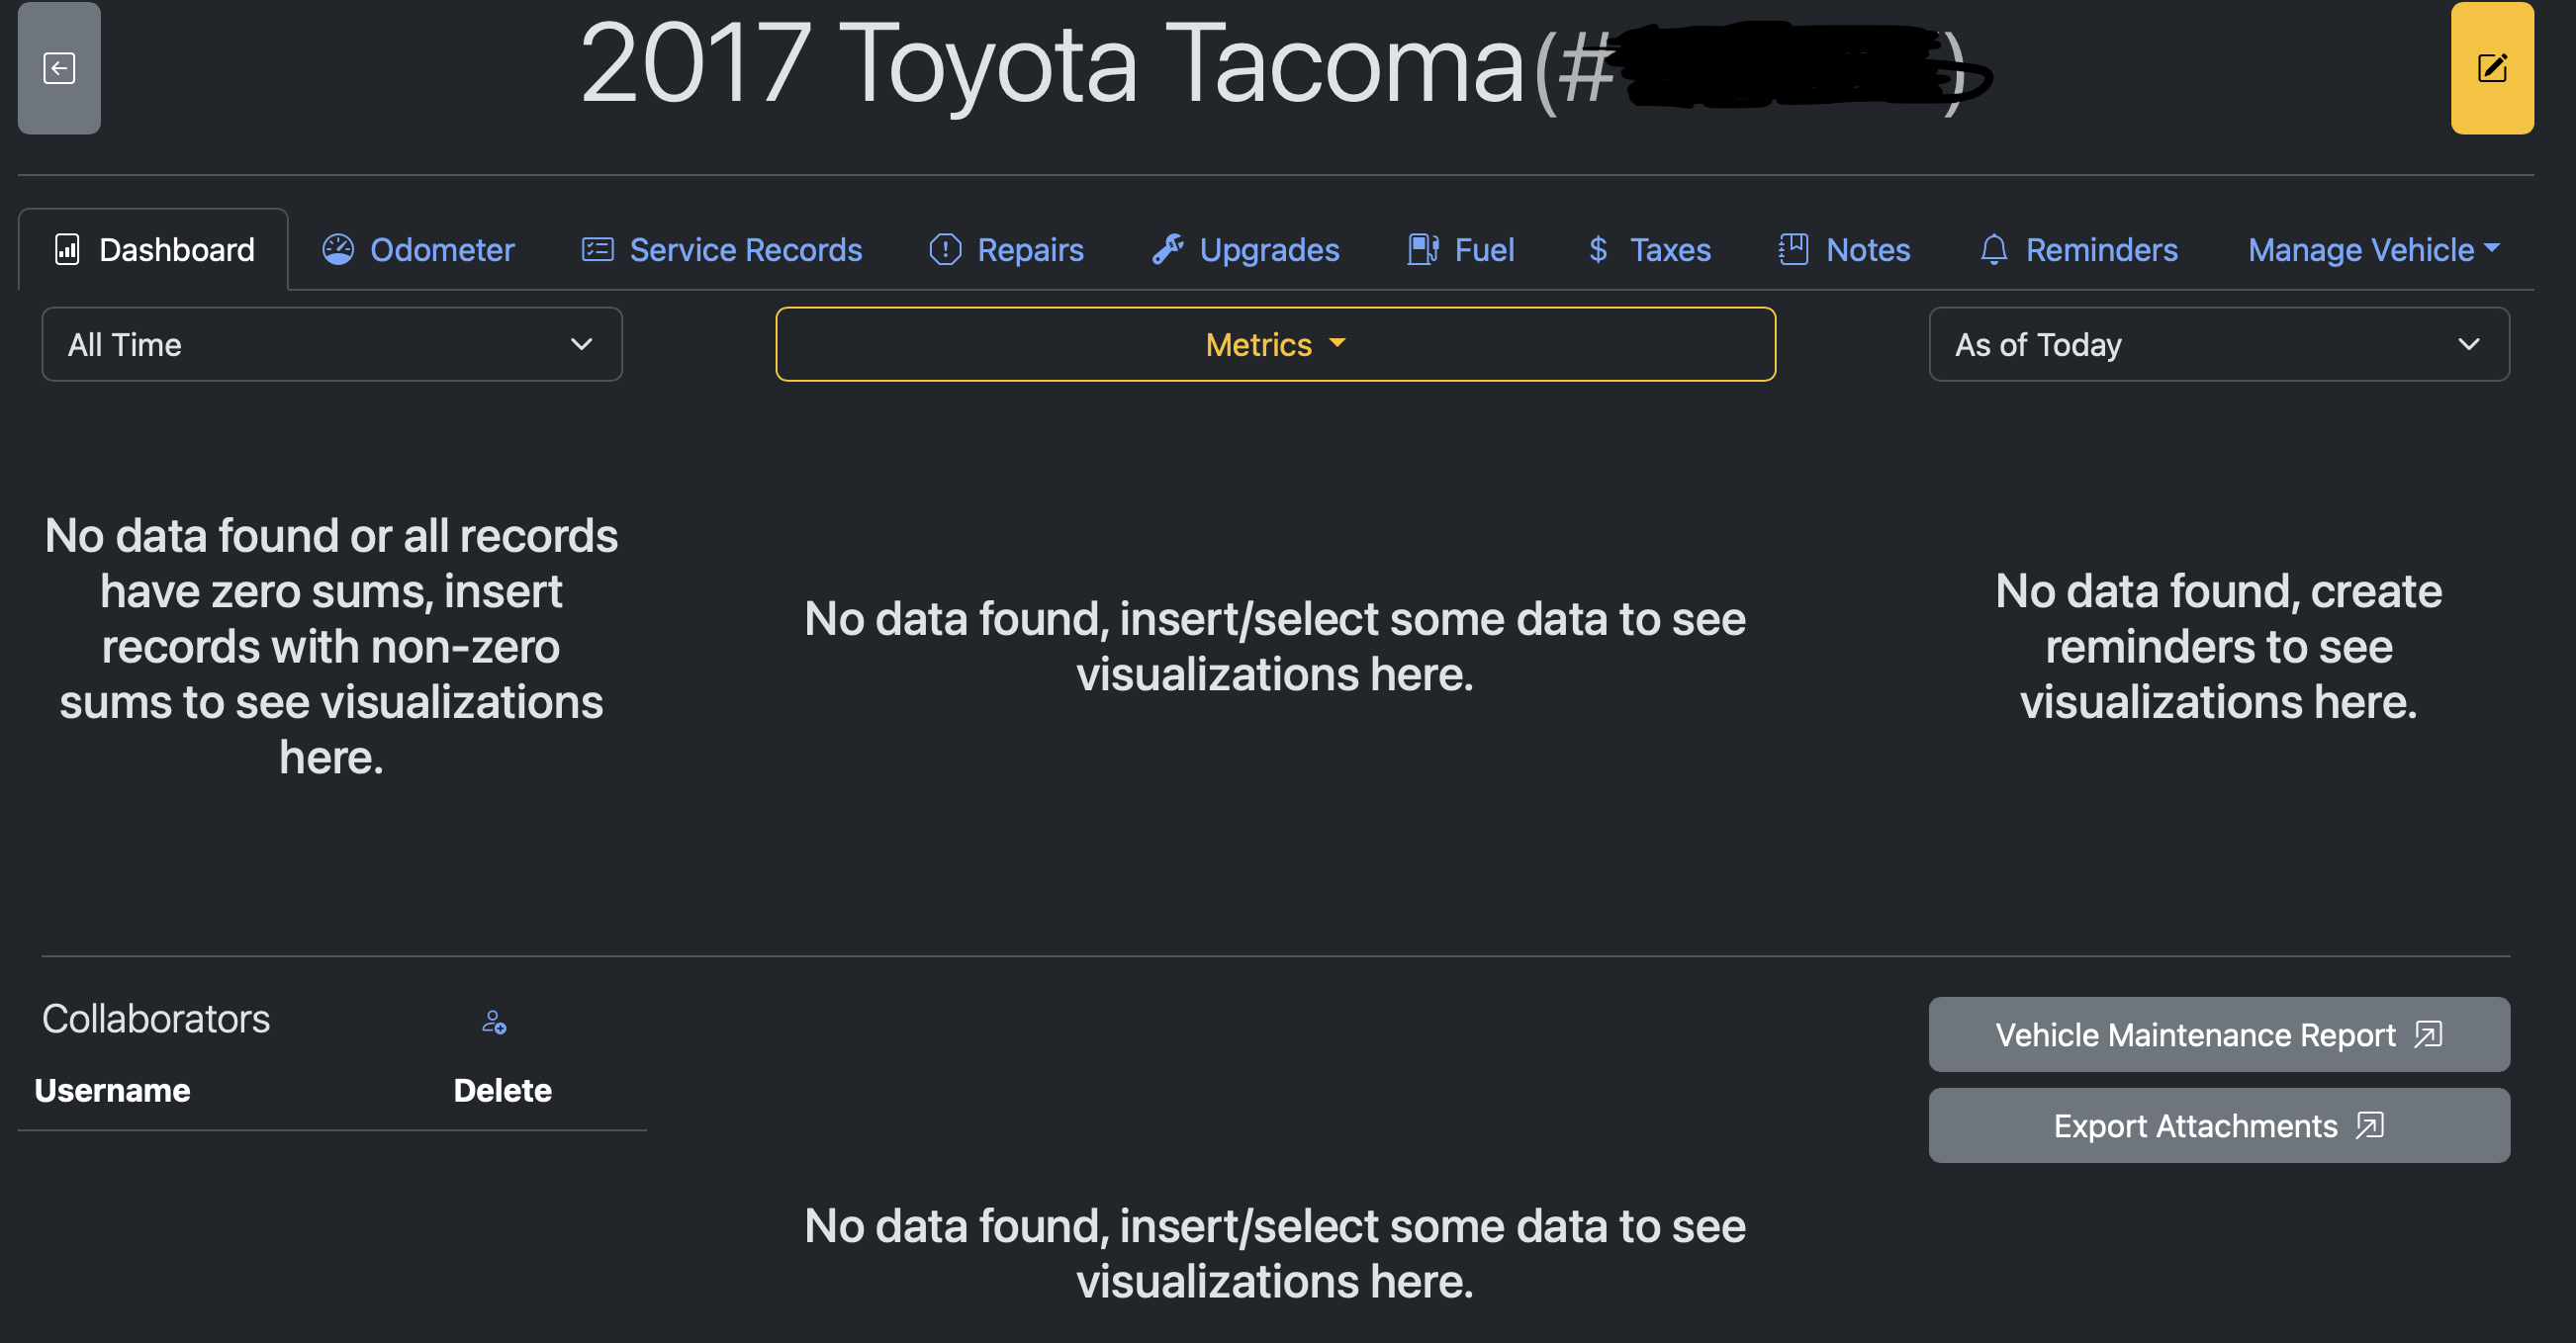 2017 Toyota Tacoma(#)
Dashboard
Odometer
Service Records
Repairs
Upgrades
Fuel
$ Taxes
Notes
Reminders
Manage Vehicle
All Time
Metrics
As of Today
No data found or all records
have zero sums, insert
records with non-zero
sums to see visualizations
here.
No data found, insert/select some data to see
visualizations here.
No data found, create
reminders to see
visualizations here.
Collaborators
Username Delete
Vehicle Maintenance Report
Export Attachments
No data found, insert/select some data to see
visualizations here.